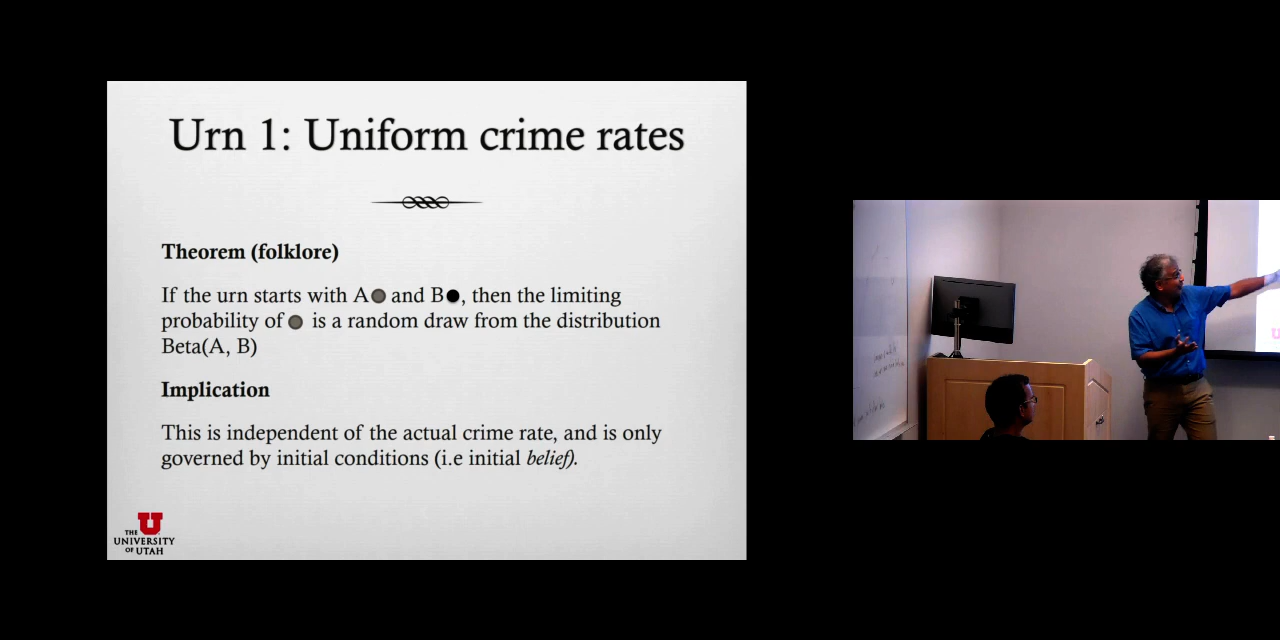 Urn 1: Uniform crime rates
Theorem (folklore)
If the urn starts with A and B, then the limiting
probability of is a random draw from the distribution
Beta(A, B)
Implication
This is independent of the actual crime rate, and is only
governed by initial conditions (i.e initial belief).
THE
UNIVERSITY
OF UTAH